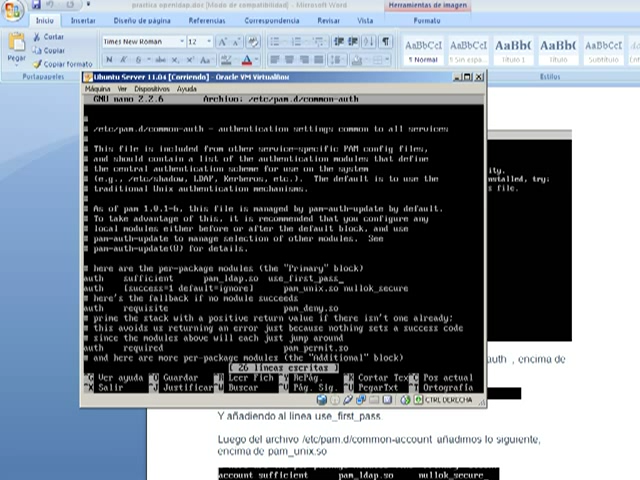 practica openldap.doc [Modo de compatibilidad] - Microsoft Word
Herramientas de imagen
Inicio
Insertar
Diseño de página
Referencias
Correspondencia
Revisar
Vista
Formato
Pegar
Cortar
Copiar
Copiar formato
Portapapeles
Times New Roman
12
AaBbCcI
¶ Normal
AaBbCcI
¶ Sin espa...
AaBbC
Título 1
AaBbCc
Título 2
Estilos
Ubuntu Server 11.04 [Corriendo] - Oracle VM VirtualBox
Máquina Ver Dispositivos Ayuda
GNU nano 2.2.6 Archivo: /etc/pam.d/common-auth
#
# /etc/pam.d/common-auth - authentication settings common to all services
#
# This file is included from other service-specific PAM config files,
# and should contain a list of the authentication modules that define
# the central authentication scheme for use on the system
# (e.g., /etc/shadow, LDAP, Kerberos, etc.). The default is to use the
# traditional Unix authentication mechanisms.
#
# As of pam 1.0.1-6, this file is managed by pam-auth-update by default.
# To take advantage of this, it is recommended that you configure any
# local modules either before or after the default block, and use
# pam-auth-update to manage selection of other modules. See
# pam-auth-update(8) for details.
# here are the per-package modules (the "Primary" block)
auth sufficient pam_ldap.so use_first_pass_
auth [success=1 default=ignore] pam_unix.so nullok_secure
# here's the fallback if no module succeeds
auth requisite pam_deny.so
# prime the stack with a positive return value if there isn't one already;
# this avoids us returning an error just because nothing sets a success code
# since the modules above will each just jump around
auth required pam_permit.so
# and here are more per-package modules (the "Additional" block)
[ 26 líneas escritas ]
^G Ver ayuda ^O Guardar ^R Leer Fich ^Y RePág. ^K Cortar Tex ^C Pos actual
^X Salir ^J Justificar ^W Buscar ^V Pág. Sig. ^U PegarTxt ^T Ortografía
CTRL DERECHA
ity.
nstalled, try:
s file.
auth , encima de
Y añadiendo al linea use_first_pass
Luego del archivo /etc/pam.d/common-account añadimos lo siguiente,
encima de pam_unix.so
account sufficient pam_ldap.so nullok_secure_